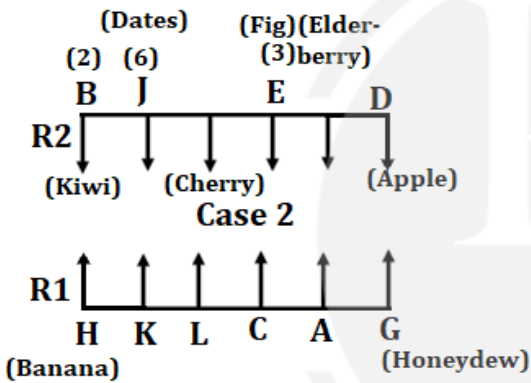 (Dates) (Fig)(Elder-
(2) (6) (3)berry)
B J E D
R2
(Kiwi) (Cherry) (Apple)
Case 2
R1
H K L C A G
(Banana) (Honeydew)